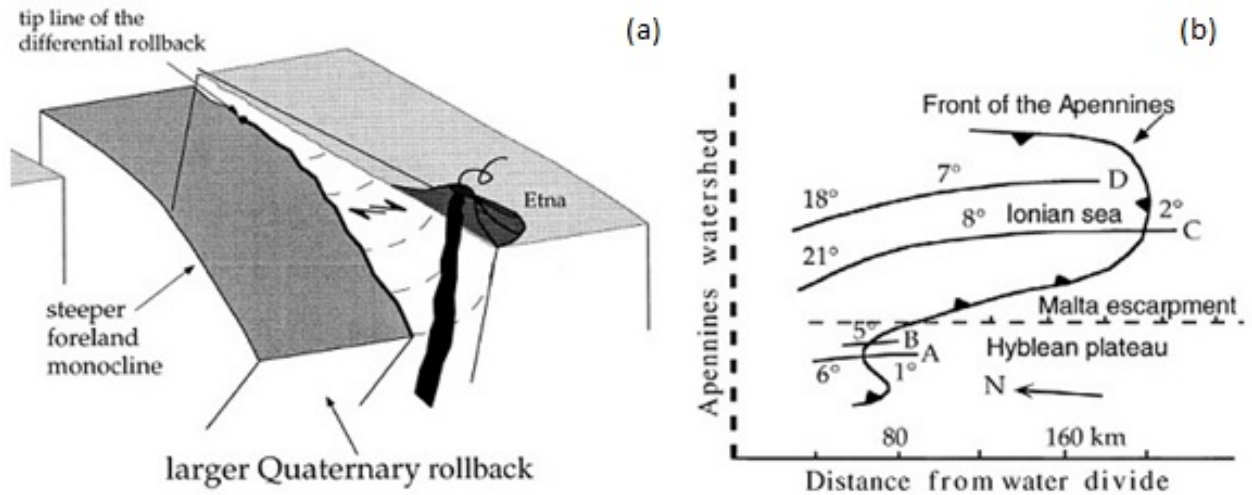 (a)
tip line of the
differential rollback
Etna
steeper
foreland
monocline
larger Quaternary rollback
(b)
Front of the Apennines
7°
D
18°
8°
Ionian sea
2°
C
21°
Malta escarpment
5°
B
Hyblean plateau
A
6°
1°
N
Apennines watershed
80
160 km
Distance from water divide